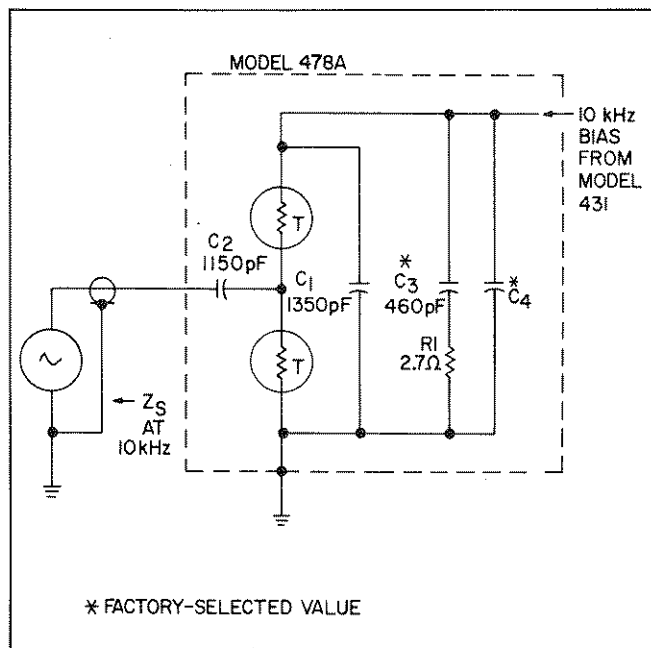 MODEL 478A
10 kHz
BIAS
FROM
MODEL
431
T
C2
1150pF
C1
1350pF
*
C3
460pF
*
C4
R1
2.7Ω
T
ZS
AT
10kHz
* FACTORY-SELECTED VALUE